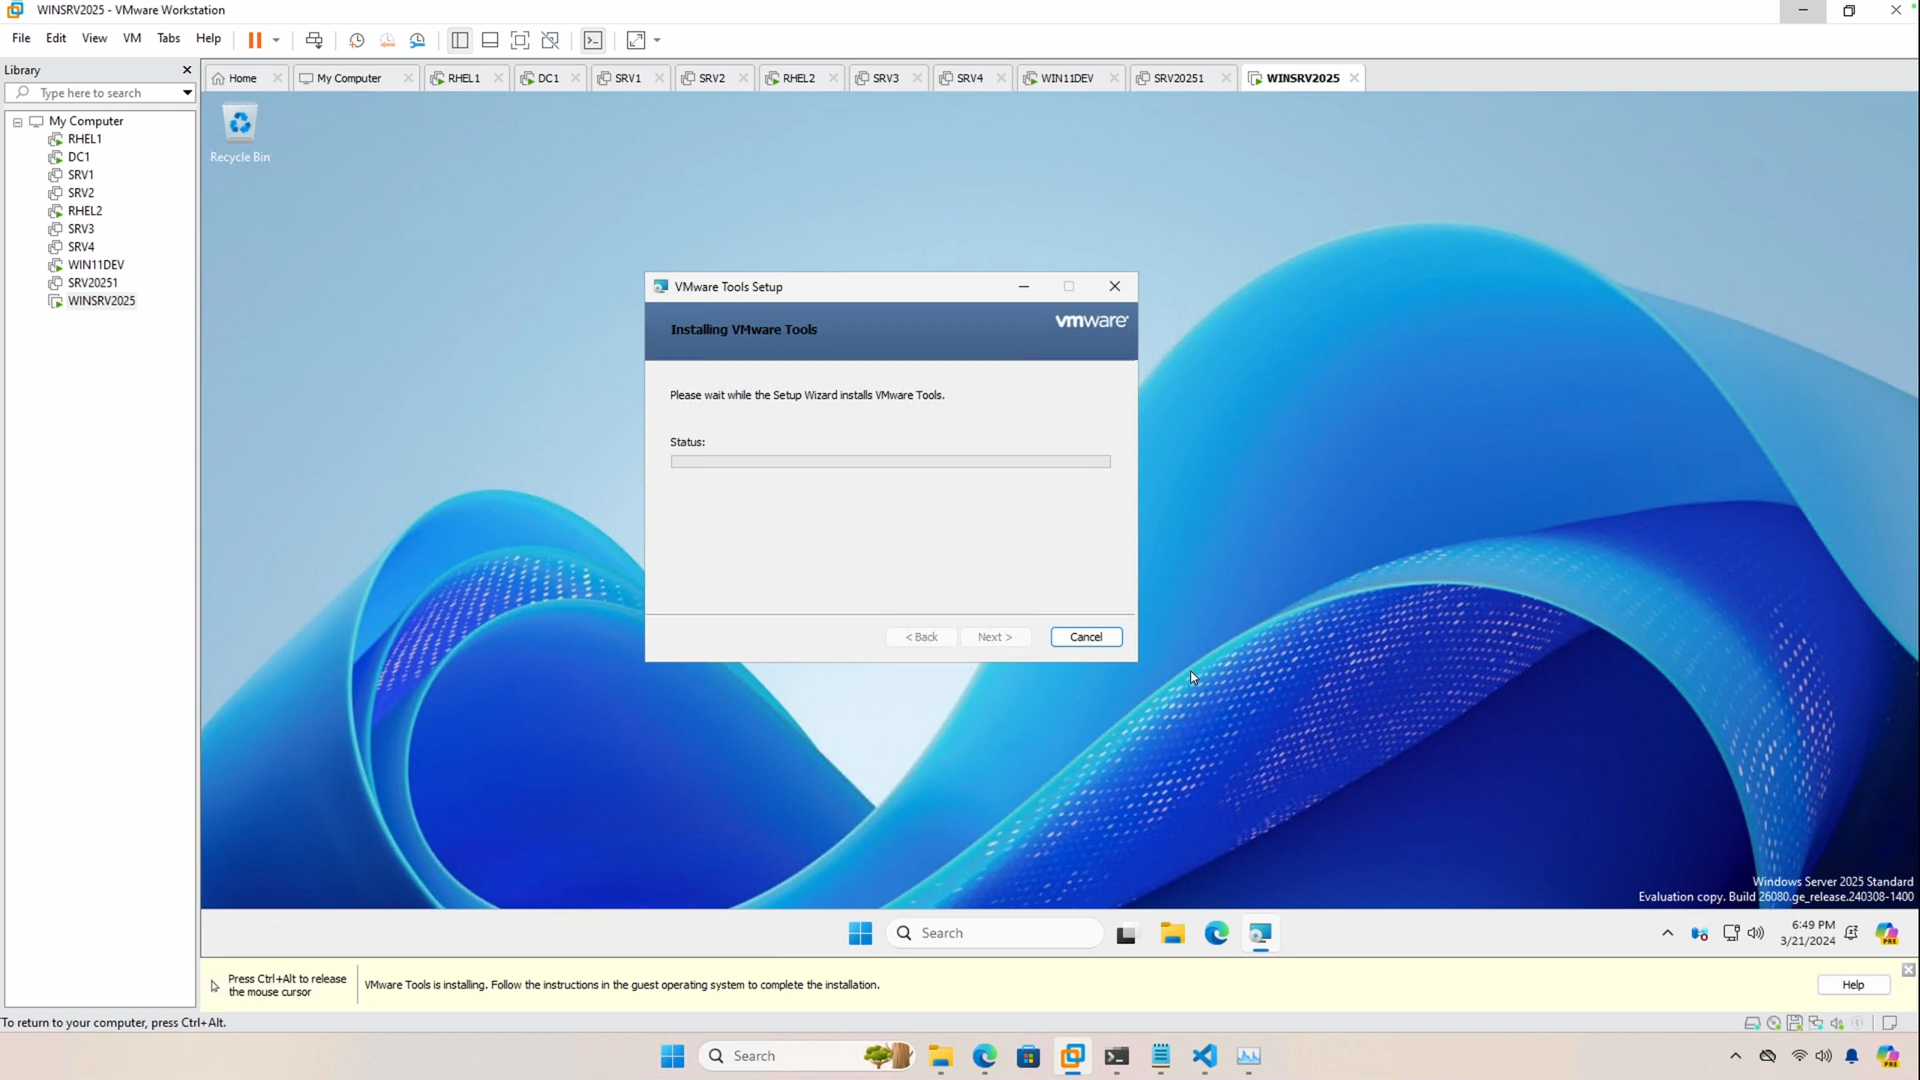 WINSRV2025 - VMware Workstation
File Edit View VM Tabs Help
Library
Type here to search
My Computer
RHEL1
DC1
SRV1
SRV2
RHEL2
SRV3
SRV4
WIN11DEV
SRV20251
WINSRV2025
Home My Computer RHEL1 DC1 SRV1 SRV2 RHEL2 SRV3 SRV4 WIN11DEV SRV20251 WINSRV2025
Recycle Bin
VMware Tools Setup
Installing VMware Tools
vmware
Please wait while the Setup Wizard installs VMware Tools.
Status:
< Back Next > Cancel
Windows Server 2025 Standard
Evaluation copy. Build 26080.ge_release.240308-1400
Search
6:49 PM
3/21/2024
PRE
Press Ctrl+Alt to release
the mouse cursor
VMware Tools is installing. Follow the instructions in the guest operating system to complete the installation.
Help
To return to your computer, press Ctrl+Alt.
Search
PRE